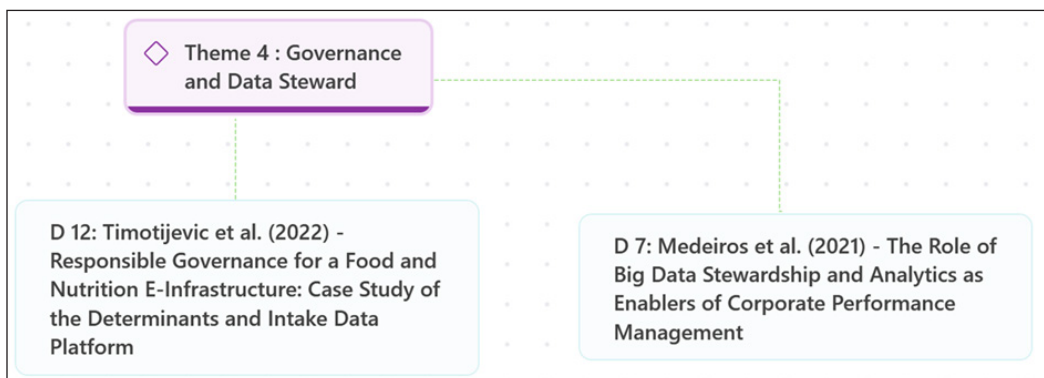 Theme 4 : Governance
and Data Steward
D 12: Timotijevic et al. (2022) -
Responsible Governance for a Food and
Nutrition E-Infrastructure: Case Study of
the Determinants and Intake Data
Platform
D 7: Medeiros et al. (2021) - The Role of
Big Data Stewardship and Analytics as
Enablers of Corporate Performance
Management